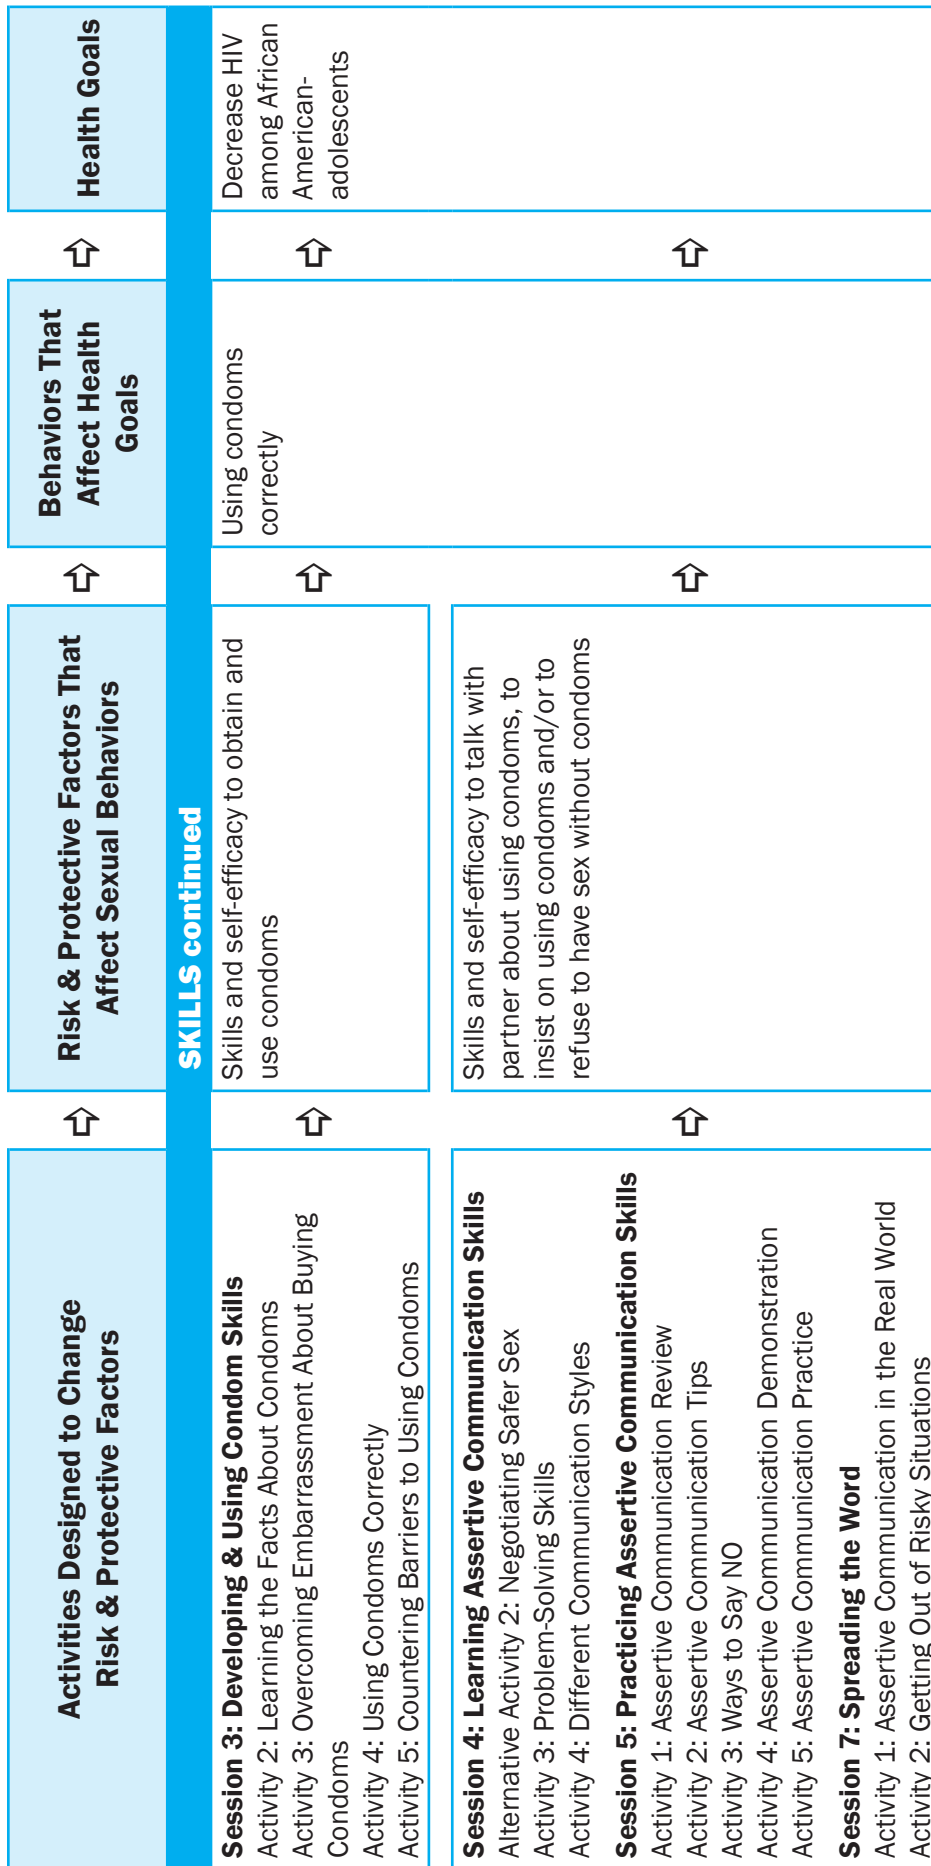 Activities Designed to Change
Risk & Protective Factors
Risk & Protective Factors That
Affect Sexual Behaviors
Behaviors That
Affect Health
Goals
Health Goals
SKILLS continued
Session 3: Developing & Using Condom Skills
Activity 2: Learning the Facts About Condoms
Activity 3: Overcoming Embarrassment About Buying
Condoms
Activity 4: Using Condoms Correctly
Activity 5: Countering Barriers to Using Condoms
Skills and self-efficacy to obtain and
use condoms
Using condoms
correctly
Decrease HIV
among African
American-
adolescents
Session 4: Learning Assertive Communication Skills
Alternative Activity 2: Negotiating Safer Sex
Activity 3: Problem-Solving Skills
Activity 4: Different Communication Styles
Session 5: Practicing Assertive Communication Skills
Activity 1: Assertive Communication Review
Activity 2: Assertive Communication Tips
Activity 3: Ways to Say NO
Activity 4: Assertive Communication Demonstration
Activity 5: Assertive Communication Practice
Session 7: Spreading the Word
Activity 1: Assertive Communication in the Real World
Activity 2: Getting Out of Risky Situations
Skills and self-efficacy to talk with
partner about using condoms, to
insist on using condoms and/or to
refuse to have sex without condoms